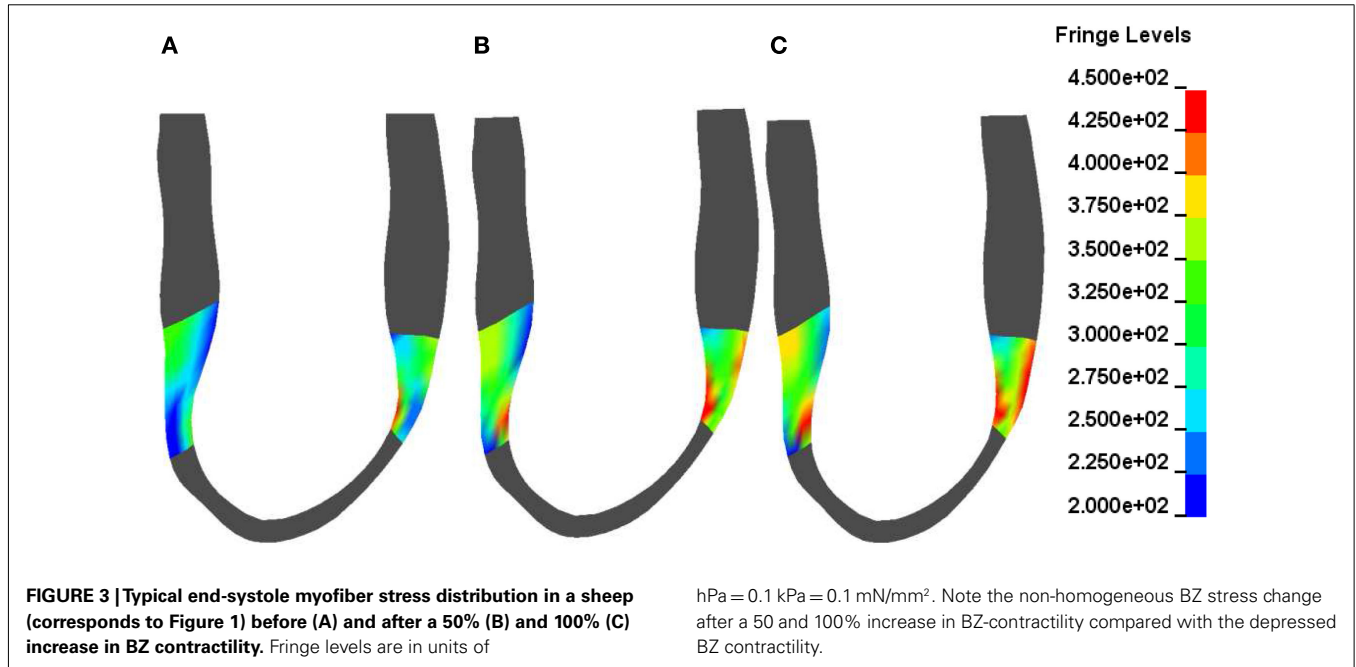 A
B
C
Fringe Levels
4.500e+02
4.250e+02
4.000e+02
3.750e+02
3.500e+02
3.250e+02
3.000e+02
2.750e+02
2.500e+02
2.250e+02
2.000e+02
FIGURE 3 | Typical end-systole myofiber stress distribution in a sheep
(corresponds to Figure 1) before (A) and after a 50% (B) and 100% (C)
increase in BZ contractility. Fringe levels are in units of
hPa = 0.1 kPa = 0.1 mN/mm². Note the non-homogeneous BZ stress change
after a 50 and 100% increase in BZ-contractility compared with the depressed
BZ contractility.